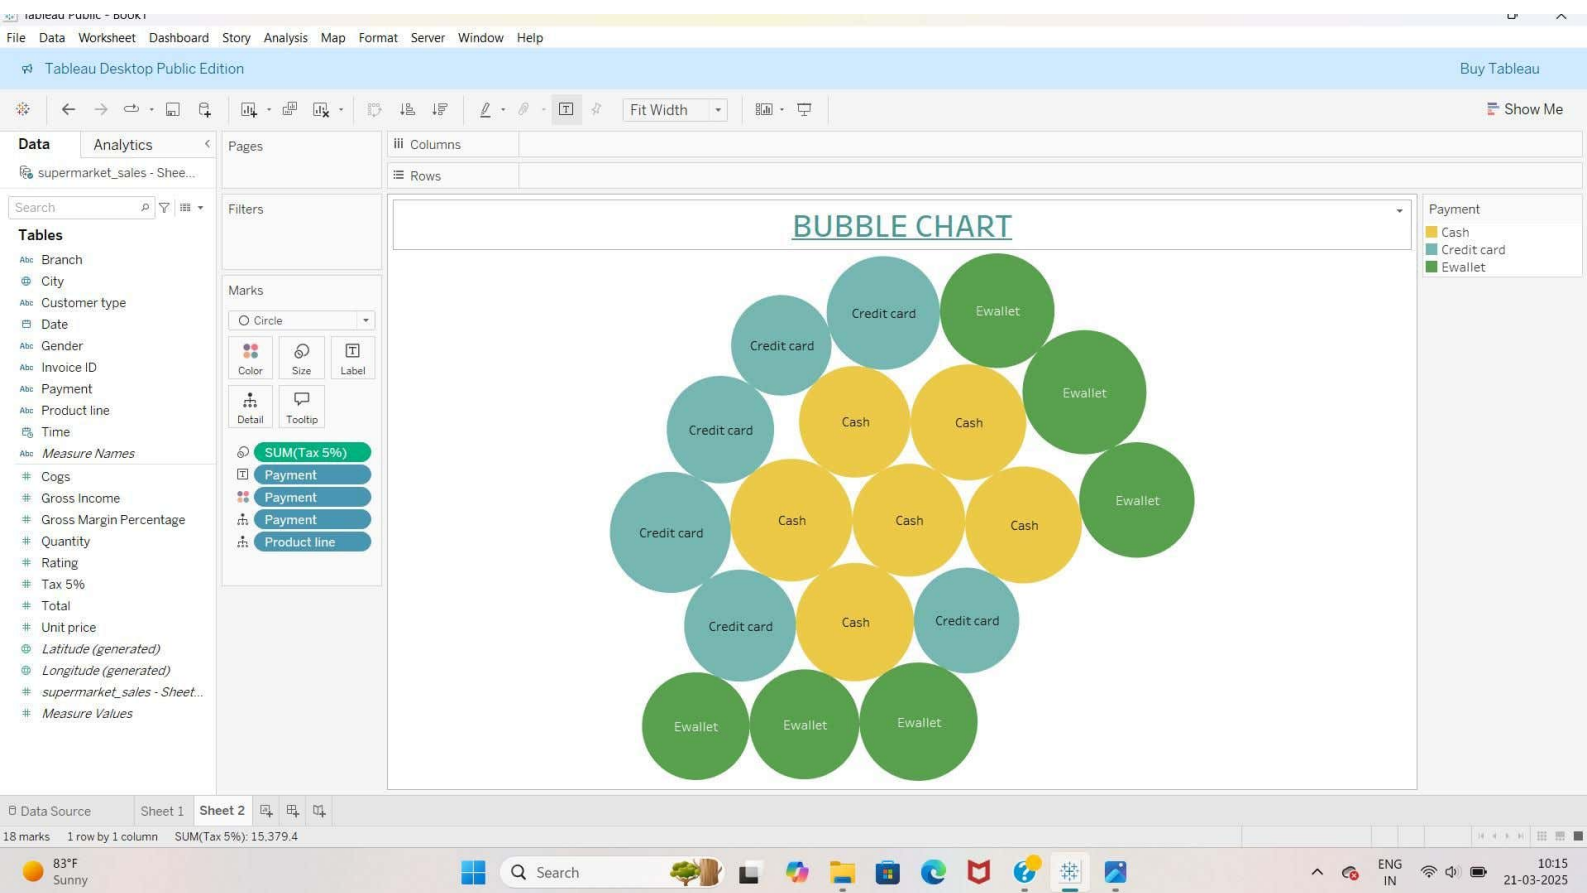 Tableau Public - Book1
File Data Worksheet Dashboard Story Analysis Map Format Server Window Help
Tableau Desktop Public Edition
Buy Tableau
Fit Width
Show Me
Data
Analytics
supermarket_sales - Shee...
Search
Tables
Abc Branch
City
Abc Customer type
Date
Abc Gender
Abc Invoice ID
Abc Payment
Abc Product line
Time
Abc Measure Names
# Cogs
# Gross Income
# Gross Margin Percentage
# Quantity
# Rating
# Tax 5%
# Total
# Unit price
Latitude (generated)
Longitude (generated)
# supermarket_sales - Sheet...
# Measure Values
Pages
Filters
Marks
Circle
Color Size Label
Detail Tooltip
SUM(Tax 5%)
Payment
Payment
Payment
Product line
Columns
Rows
BUBBLE CHART
Credit card
Ewallet
Credit card
Ewallet
Cash
Cash
Credit card
Ewallet
Cash
Cash
Cash
Credit card
Cash
Credit card
Credit card
Ewallet
Ewallet
Ewallet
Payment
Cash
Credit card
Ewallet
Data Source
Sheet 1
Sheet 2
18 marks 1 row by 1 column SUM(Tax 5%): 15,379.4
83°F
Sunny
Search
ENG
IN
10:15
21-03-2025